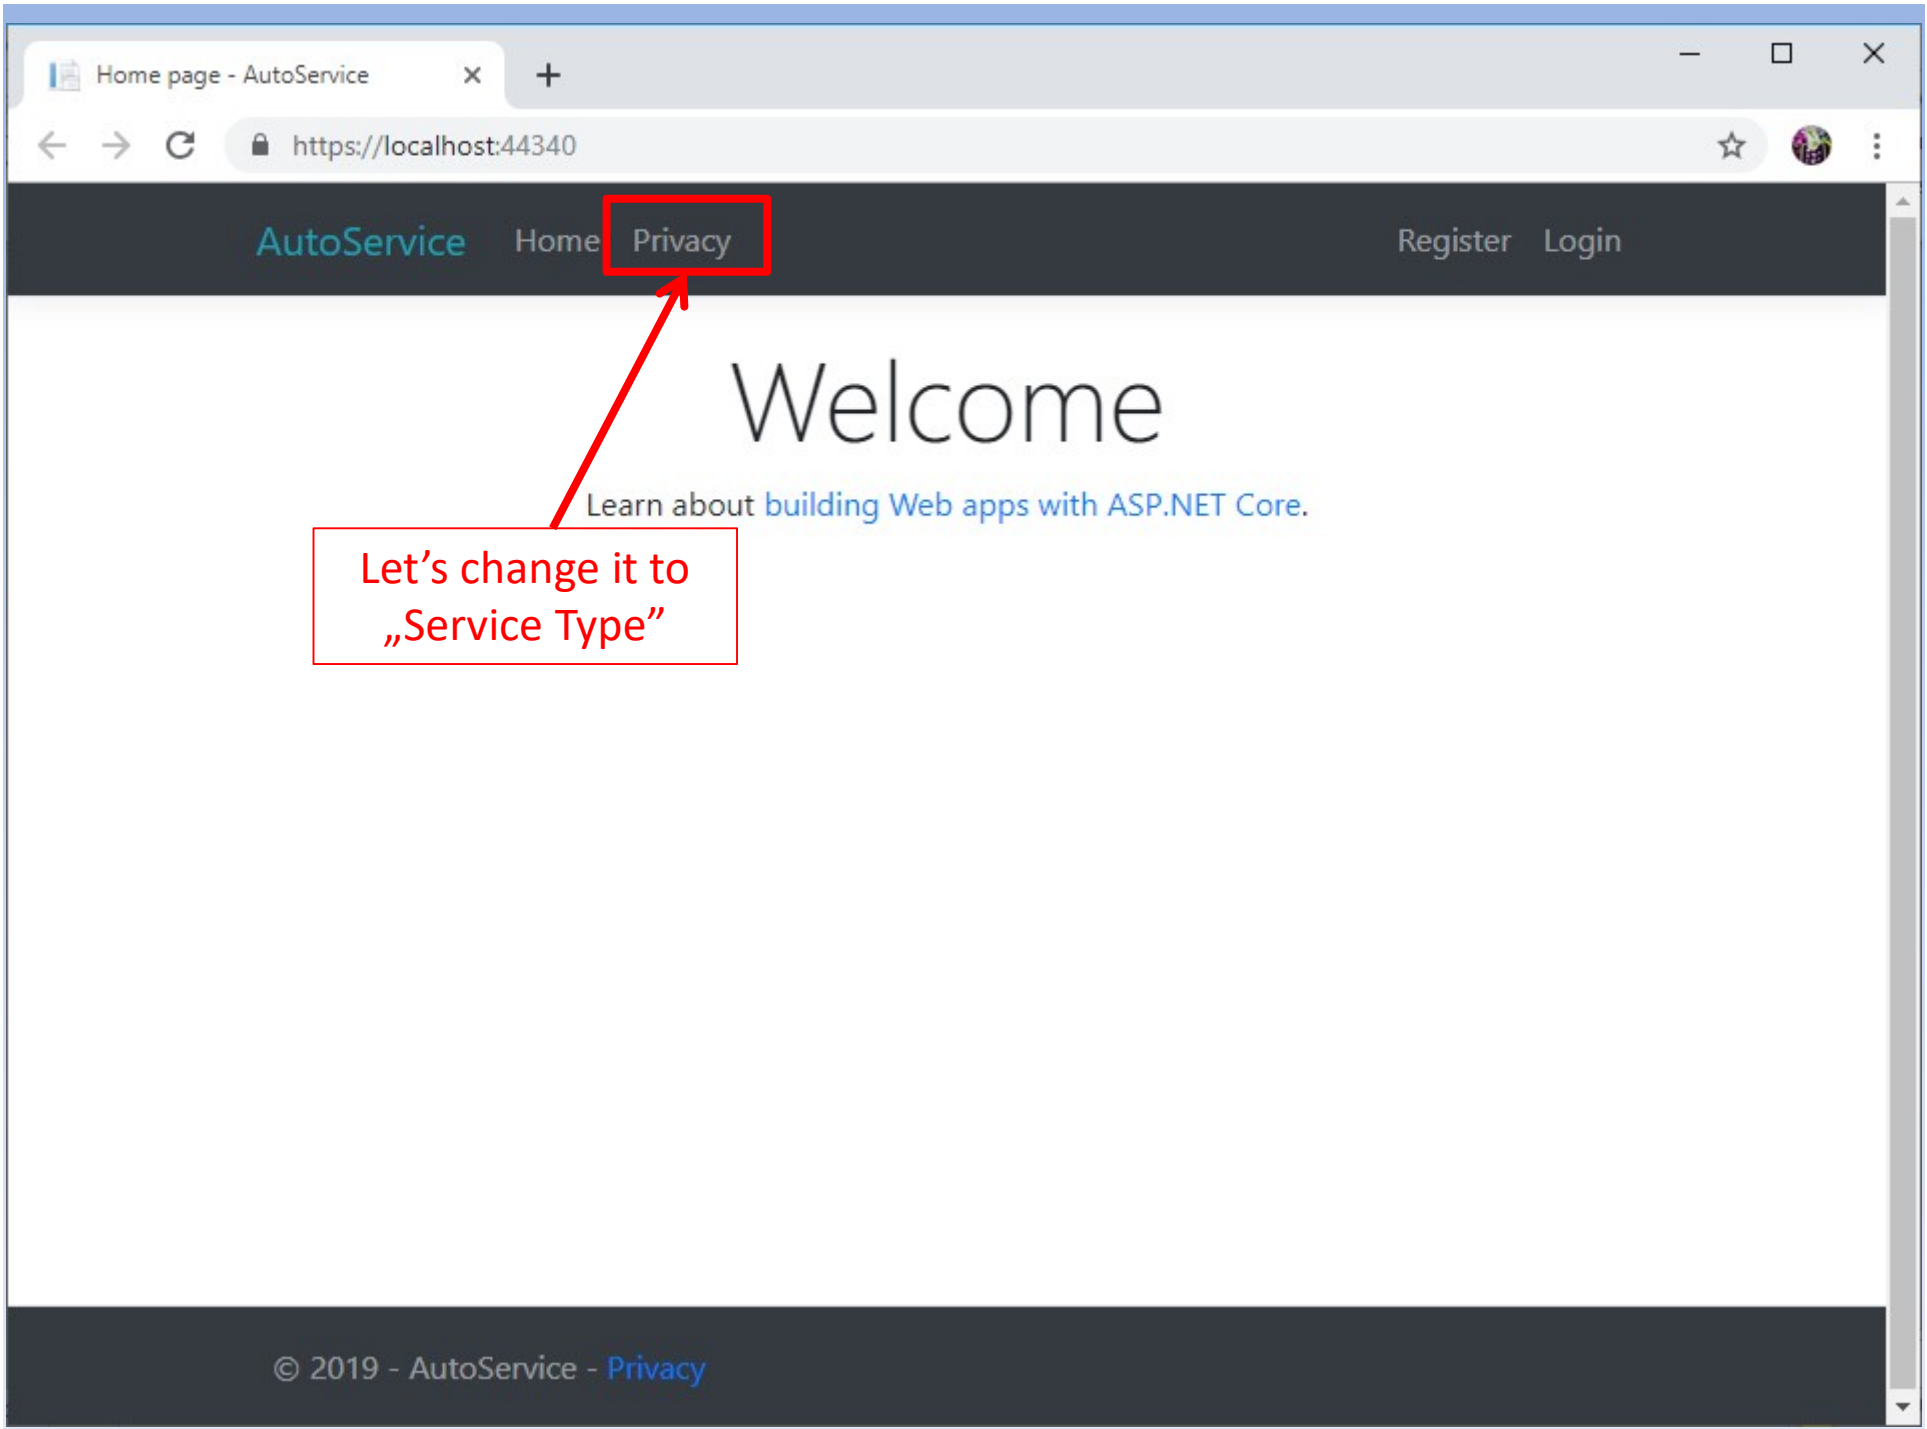 Home page - AutoService
https://localhost:44340
AutoService Home Privacy Register Login
Welcome
Learn about building Web apps with ASP.NET Core.
Let’s change it to
„Service Type”
© 2019 - AutoService - Privacy